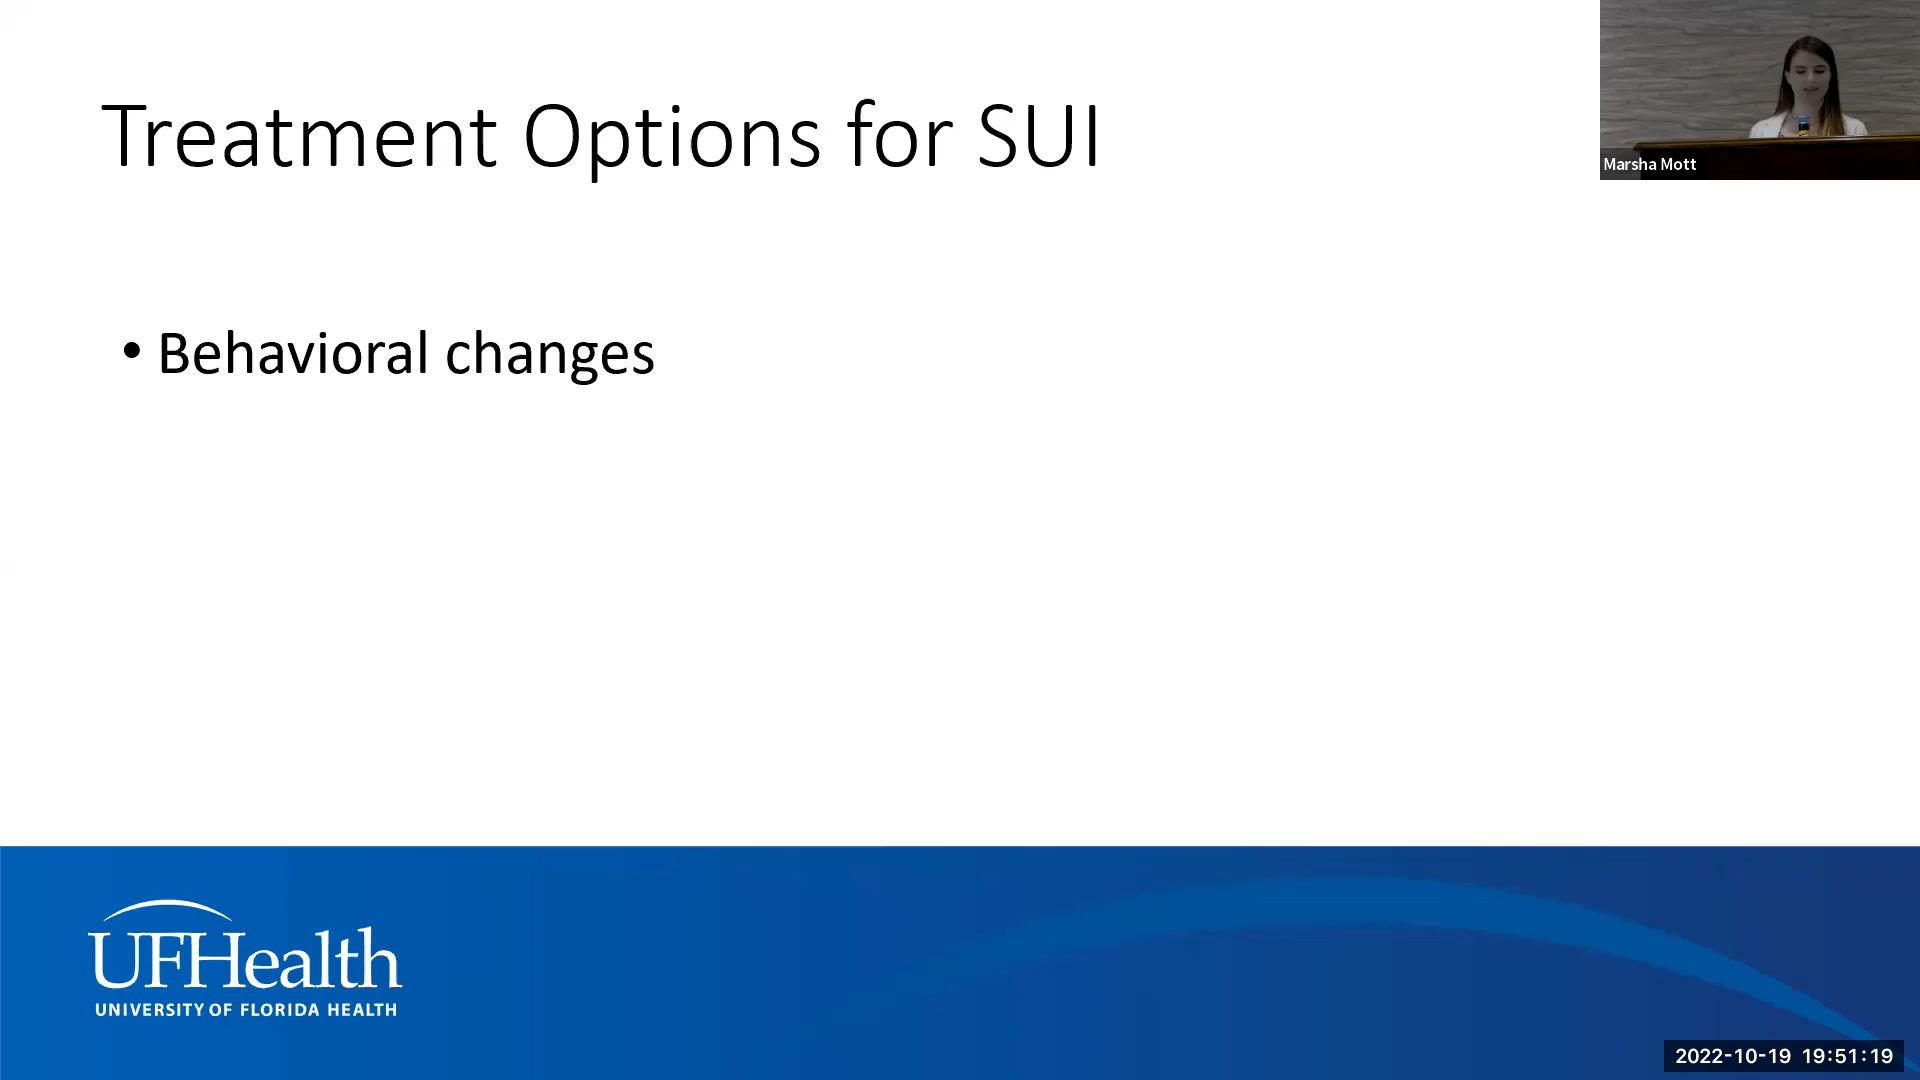 Treatment Options for SUI
Marsha Mott
• Behavioral changes
UFHealth
UNIVERSITY OF FLORIDA HEALTH
2022-10-19 19:51:19